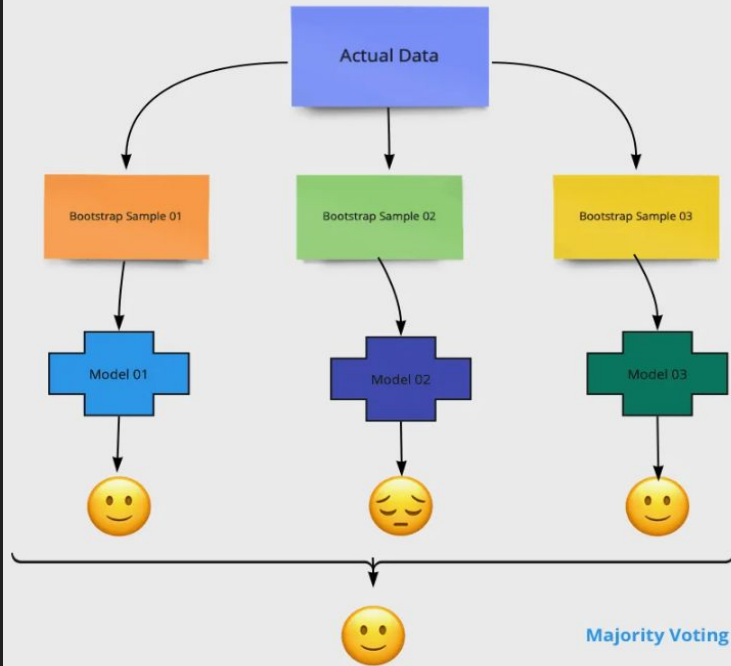 Actual Data
Bootstrap Sample 01
Bootstrap Sample 02
Bootstrap Sample 03
Model 01
Model 02
Model 03
Majority Voting